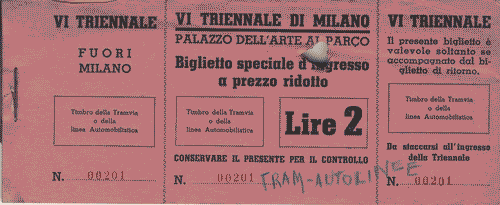 VI TRIENNALE
FUORI
MILANO
Timbro della Tramvia
o della
linea Automobilistica
N. 00201
VI TRIENNALE DI MILANO
PALAZZO DELL'ARTE AL PARCO
Biglietto speciale d'ingresso
a prezzo ridotto
Timbro della Tramvia
o della
linea Automobilistica
Lire 2
CONSERVARE IL PRESENTE PER IL CONTROLLO
N. 00201
TRAM-AUTOLINEE
VI TRIENNALE
Il presente biglietto è
valevole soltanto se
accompagnato dal bi-
glietto di ritorno.
Timbro della Tramvia
o della
linea Automobilistica
Da staccarsi all'ingresso
della Triennale
N. 00201